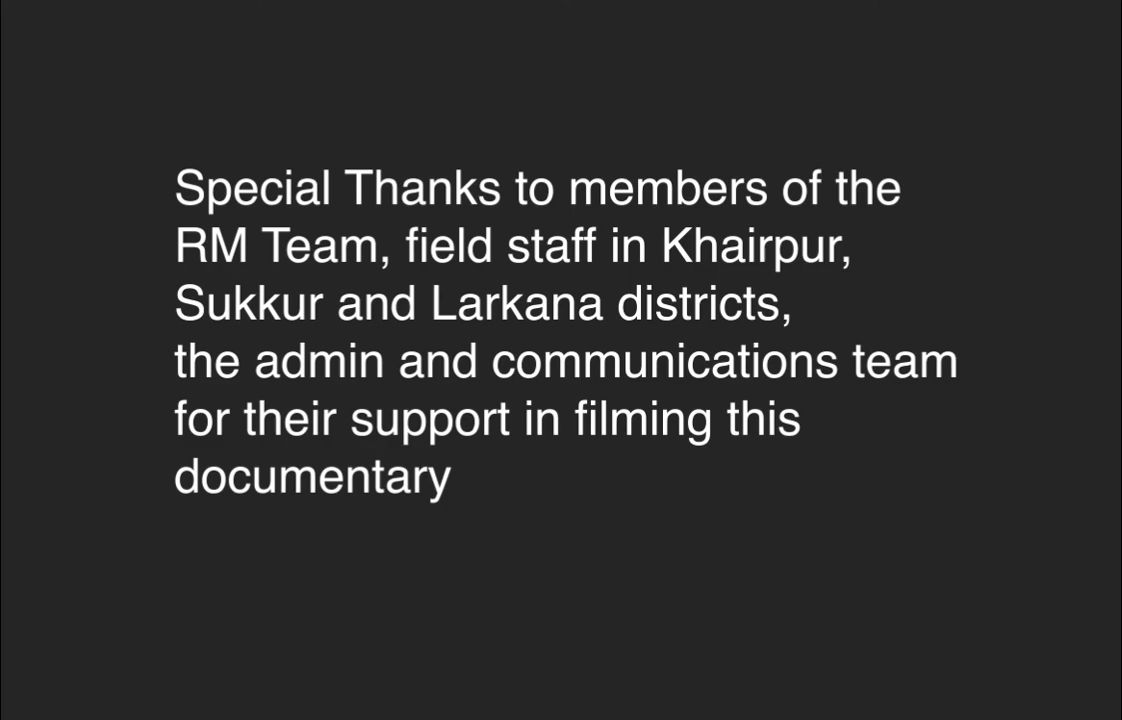 Special Thanks to members of the
RM Team, field staff in Khairpur,
Sukkur and Larkana districts,
the admin and communications team
for their support in filming this
documentary